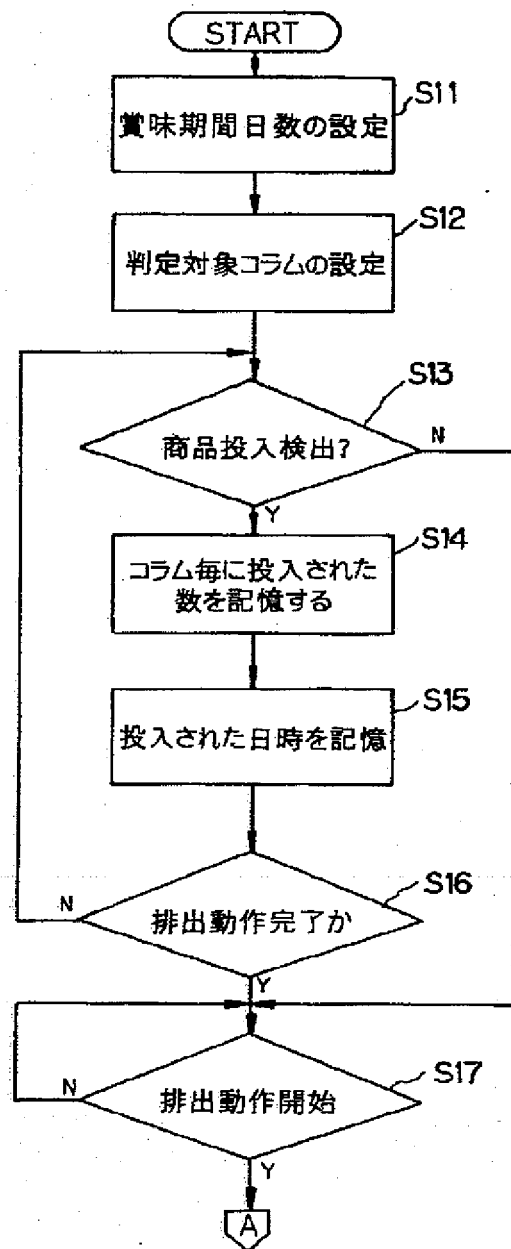 START
S11
賞味期間日数の設定
S12
判定対象コラムの設定
S13
商品投入検出?
N
Y
S14
コラム毎に投入された
数を記憶する
S15
投入された日時を記憶
S16
排出動作完了か
N
Y
S17
排出動作開始
N
Y
A